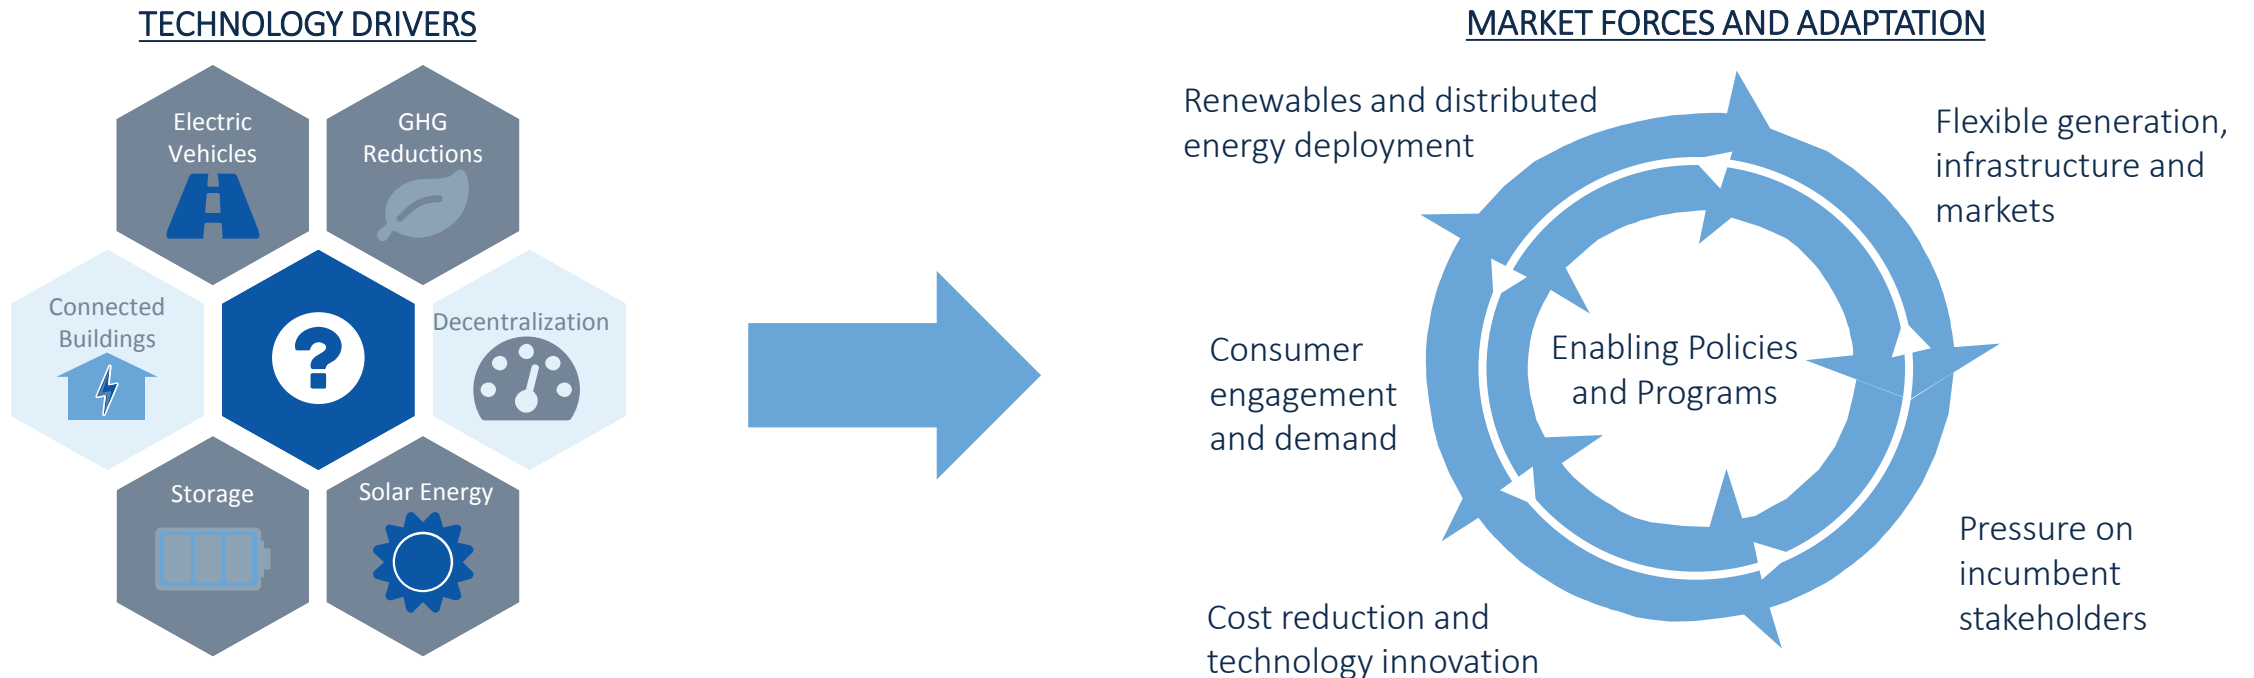 TECHNOLOGY DRIVERS
Electric
Vehicles
GHG
Reductions
Connected
Buildings
?
Decentralization
Storage
Solar Energy
MARKET FORCES AND ADAPTATION
Renewables and distributed
energy deployment
Flexible generation,
infrastructure and
markets
Consumer
engagement
and demand
Enabling Policies
and Programs
Pressure on
incumbent
stakeholders
Cost reduction and
technology innovation